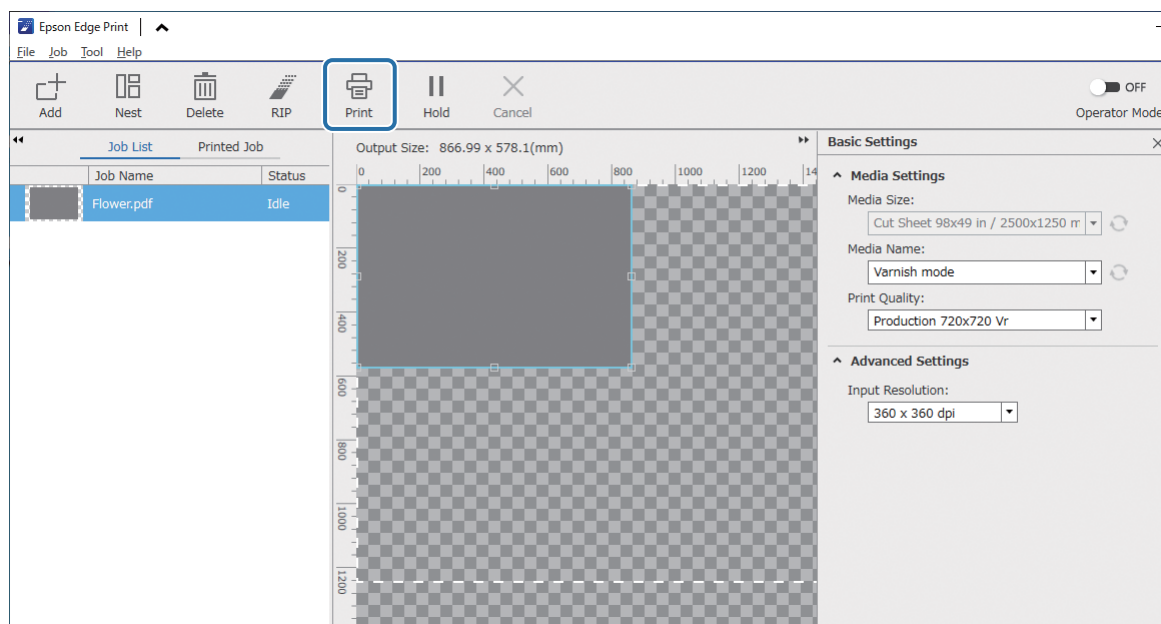 Epson Edge Print
File Job Tool Help
Add Nest Delete RIP Print Hold Cancel
OFF
Operator Mode
Job List Printed Job
Job Name Status
Flower.pdf Idle
Output Size: 866.99 x 578.1(mm)
0 200 400 600 800 1000 1200 14
0
200
400
600
800
1000
1200
Basic Settings
Media Settings
Media Size:
Cut Sheet 98x49 in / 2500x1250 m
Media Name:
Varnish mode
Print Quality:
Production 720x720 Vr
Advanced Settings
Input Resolution:
360 x 360 dpi